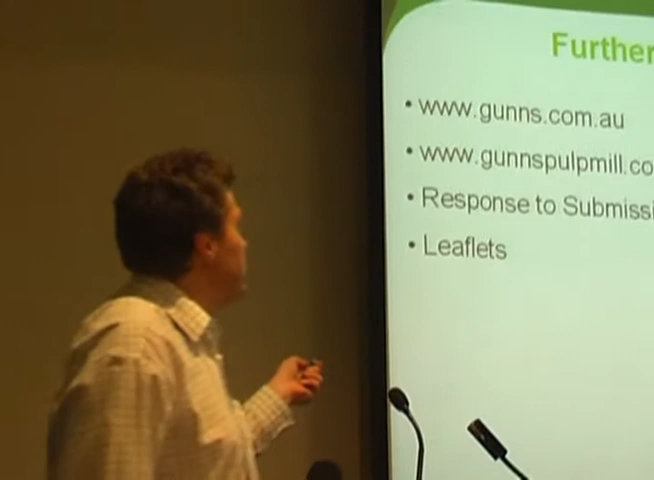 Further
• www.gunns.com.au
• www.gunnspulpmill.co
• Response to Submissi
• Leaflets